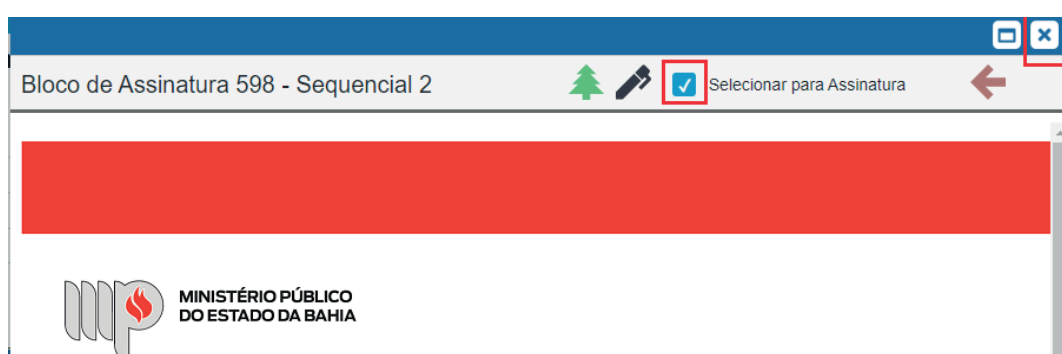 Bloco de Assinatura 598 - Sequencial 2
Selecionar para Assinatura
MINISTÉRIO PÚBLICO
DO ESTADO DA BAHIA